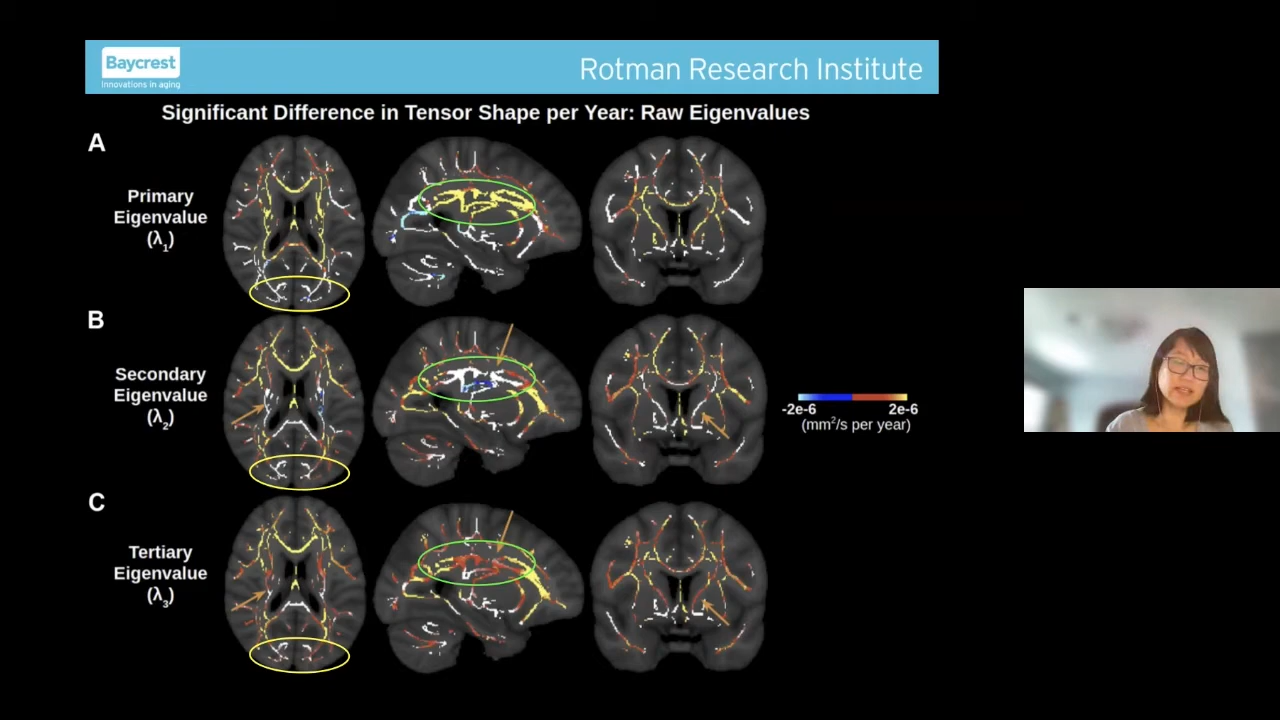 Baycrest
Innovations in aging
Rotman Research Institute
Significant Difference in Tensor Shape per Year: Raw Eigenvalues
A
Primary
Eigenvalue
(λ₁)
B
Secondary
Eigenvalue
(λ₂)
-2e-6
2e-6
(mm²/s per year)
C
Tertiary
Eigenvalue
(λ₃)